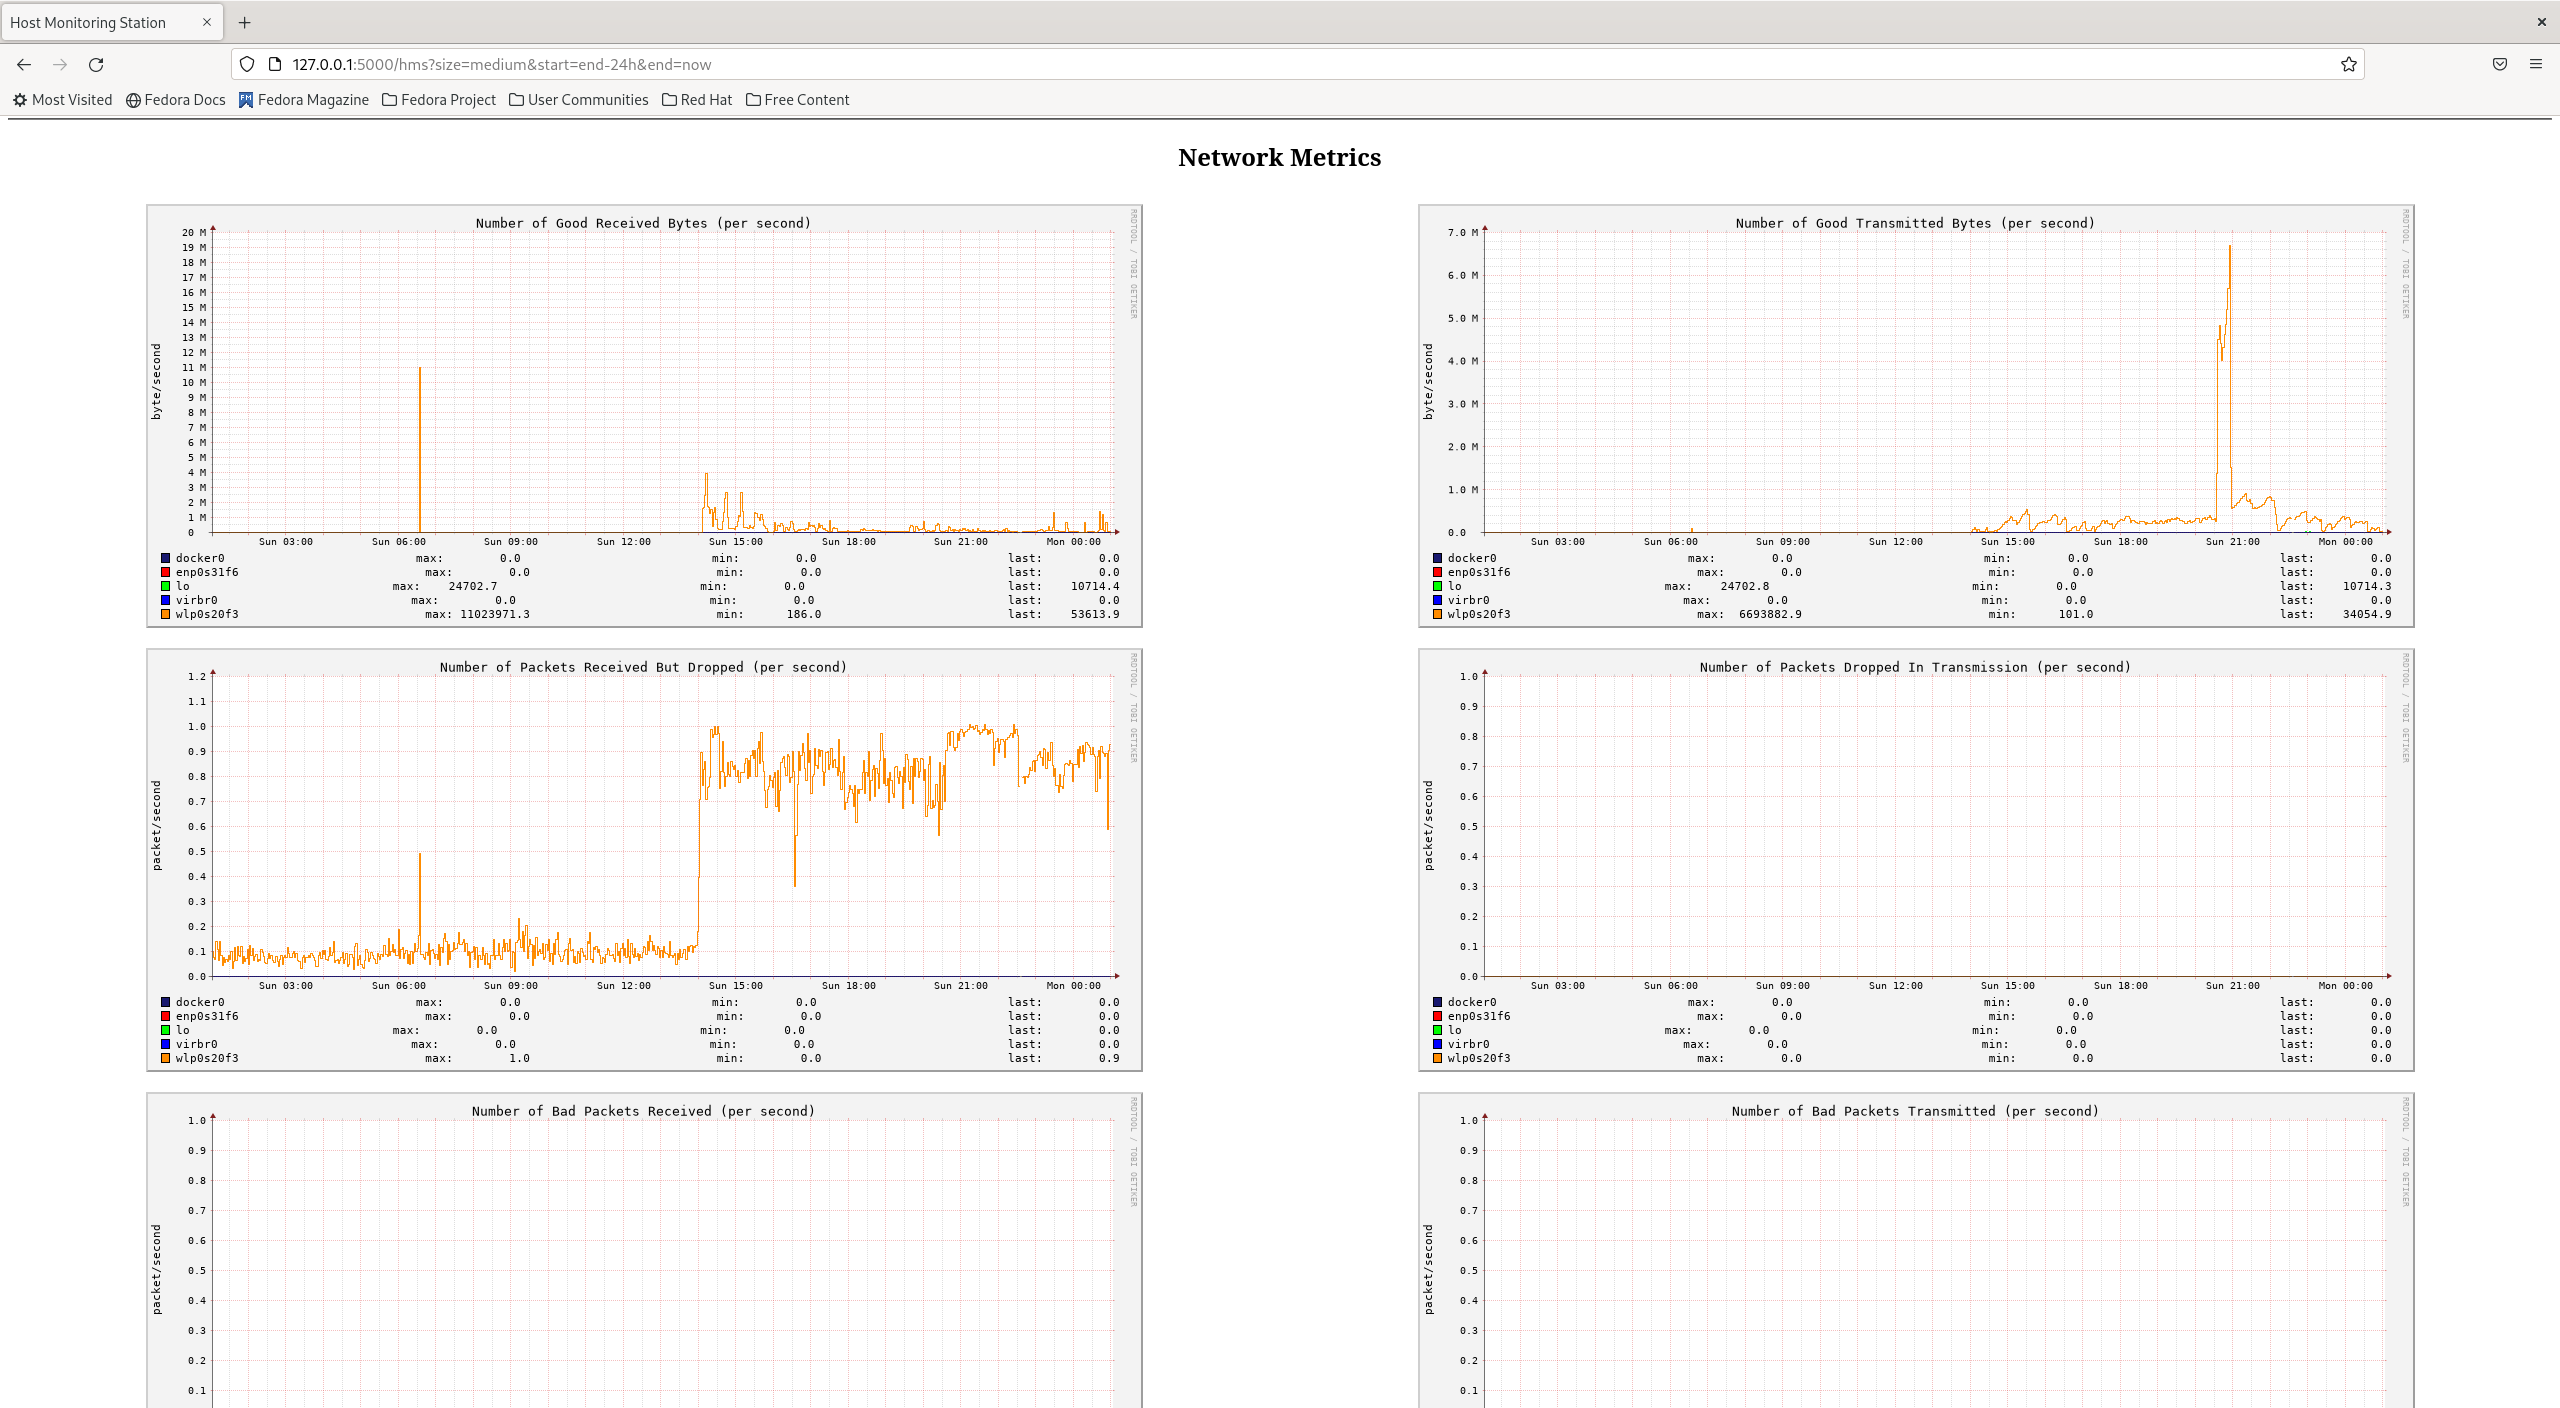 Host Monitoring Station
127.0.0.1:5000/hms?size=medium&start=end-24h&end=now
Most Visited Fedora Docs Fedora Magazine Fedora Project User Communities Red Hat Free Content
Network Metrics
Number of Good Received Bytes (per second)
RRDTOOL / TOBI OETIKER
byte/second
20 M
19 M
18 M
17 M
16 M
15 M
14 M
13 M
12 M
11 M
10 M
9 M
8 M
7 M
6 M
5 M
4 M
3 M
2 M
1 M
0
Sun 03:00 Sun 06:00 Sun 09:00 Sun 12:00 Sun 15:00 Sun 18:00 Sun 21:00 Mon 00:00
docker0 max: 0.0 min: 0.0 last: 0.0
enp0s31f6 max: 0.0 min: 0.0 last: 0.0
lo max: 24702.7 min: 0.0 last: 10714.4
virbr0 max: 0.0 min: 0.0 last: 0.0
wlp0s20f3 max: 11023971.3 min: 186.0 last: 53613.9
Number of Good Transmitted Bytes (per second)
RRDTOOL / TOBI OETIKER
byte/second
7.0 M
6.0 M
5.0 M
4.0 M
3.0 M
2.0 M
1.0 M
0.0
Sun 03:00 Sun 06:00 Sun 09:00 Sun 12:00 Sun 15:00 Sun 18:00 Sun 21:00 Mon 00:00
docker0 max: 0.0 min: 0.0 last: 0.0
enp0s31f6 max: 0.0 min: 0.0 last: 0.0
lo max: 24702.8 min: 0.0 last: 10714.3
virbr0 max: 0.0 min: 0.0 last: 0.0
wlp0s20f3 max: 6693882.9 min: 101.0 last: 34054.9
Number of Packets Received But Dropped (per second)
RRDTOOL / TOBI OETIKER
packet/second
1.2
1.1
1.0
0.9
0.8
0.7
0.6
0.5
0.4
0.3
0.2
0.1
0.0
Sun 03:00 Sun 06:00 Sun 09:00 Sun 12:00 Sun 15:00 Sun 18:00 Sun 21:00 Mon 00:00
docker0 max: 0.0 min: 0.0 last: 0.0
enp0s31f6 max: 0.0 min: 0.0 last: 0.0
lo max: 0.0 min: 0.0 last: 0.0
virbr0 max: 0.0 min: 0.0 last: 0.0
wlp0s20f3 max: 1.0 min: 0.0 last: 0.9
Number of Packets Dropped In Transmission (per second)
RRDTOOL / TOBI OETIKER
packet/second
1.0
0.9
0.8
0.7
0.6
0.5
0.4
0.3
0.2
0.1
0.0
Sun 03:00 Sun 06:00 Sun 09:00 Sun 12:00 Sun 15:00 Sun 18:00 Sun 21:00 Mon 00:00
docker0 max: 0.0 min: 0.0 last: 0.0
enp0s31f6 max: 0.0 min: 0.0 last: 0.0
lo max: 0.0 min: 0.0 last: 0.0
virbr0 max: 0.0 min: 0.0 last: 0.0
wlp0s20f3 max: 0.0 min: 0.0 last: 0.0
Number of Bad Packets Received (per second)
RRDTOOL / TOBI OETIKER
packet/second
1.0
0.9
0.8
0.7
0.6
0.5
0.4
0.3
0.2
0.1
Number of Bad Packets Transmitted (per second)
RRDTOOL / TOBI OETIKER
packet/second
1.0
0.9
0.8
0.7
0.6
0.5
0.4
0.3
0.2
0.1